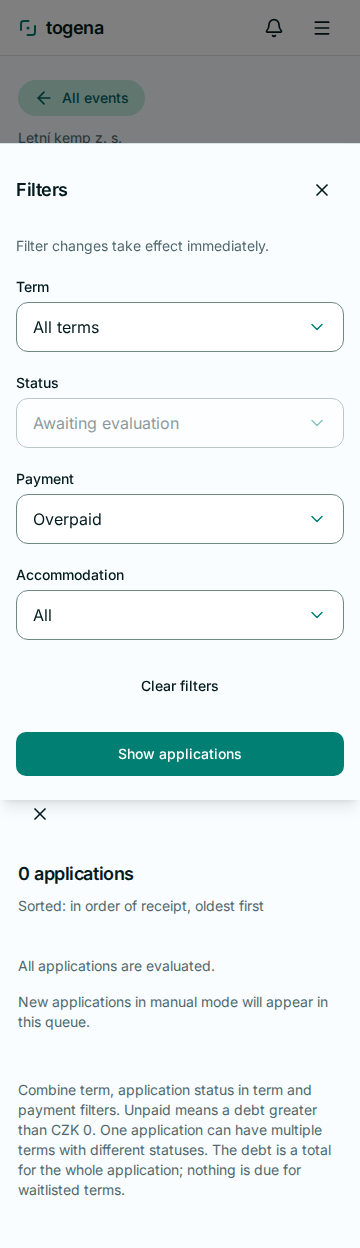 togena
All events
Letní kemp z. s.
Filters
Filter changes take effect immediately.
Term
All terms
Status
Awaiting evaluation
Payment
Overpaid
Accommodation
All
Clear filters
Show applications
0 applications
Sorted: in order of receipt, oldest first
All applications are evaluated.
New applications in manual mode will appear in
this queue.
Combine term, application status in term and
payment filters. Unpaid means a debt greater
than CZK 0. One application can have multiple
terms with different statuses. The debt is a total
for the whole application; nothing is due for
waitlisted terms.